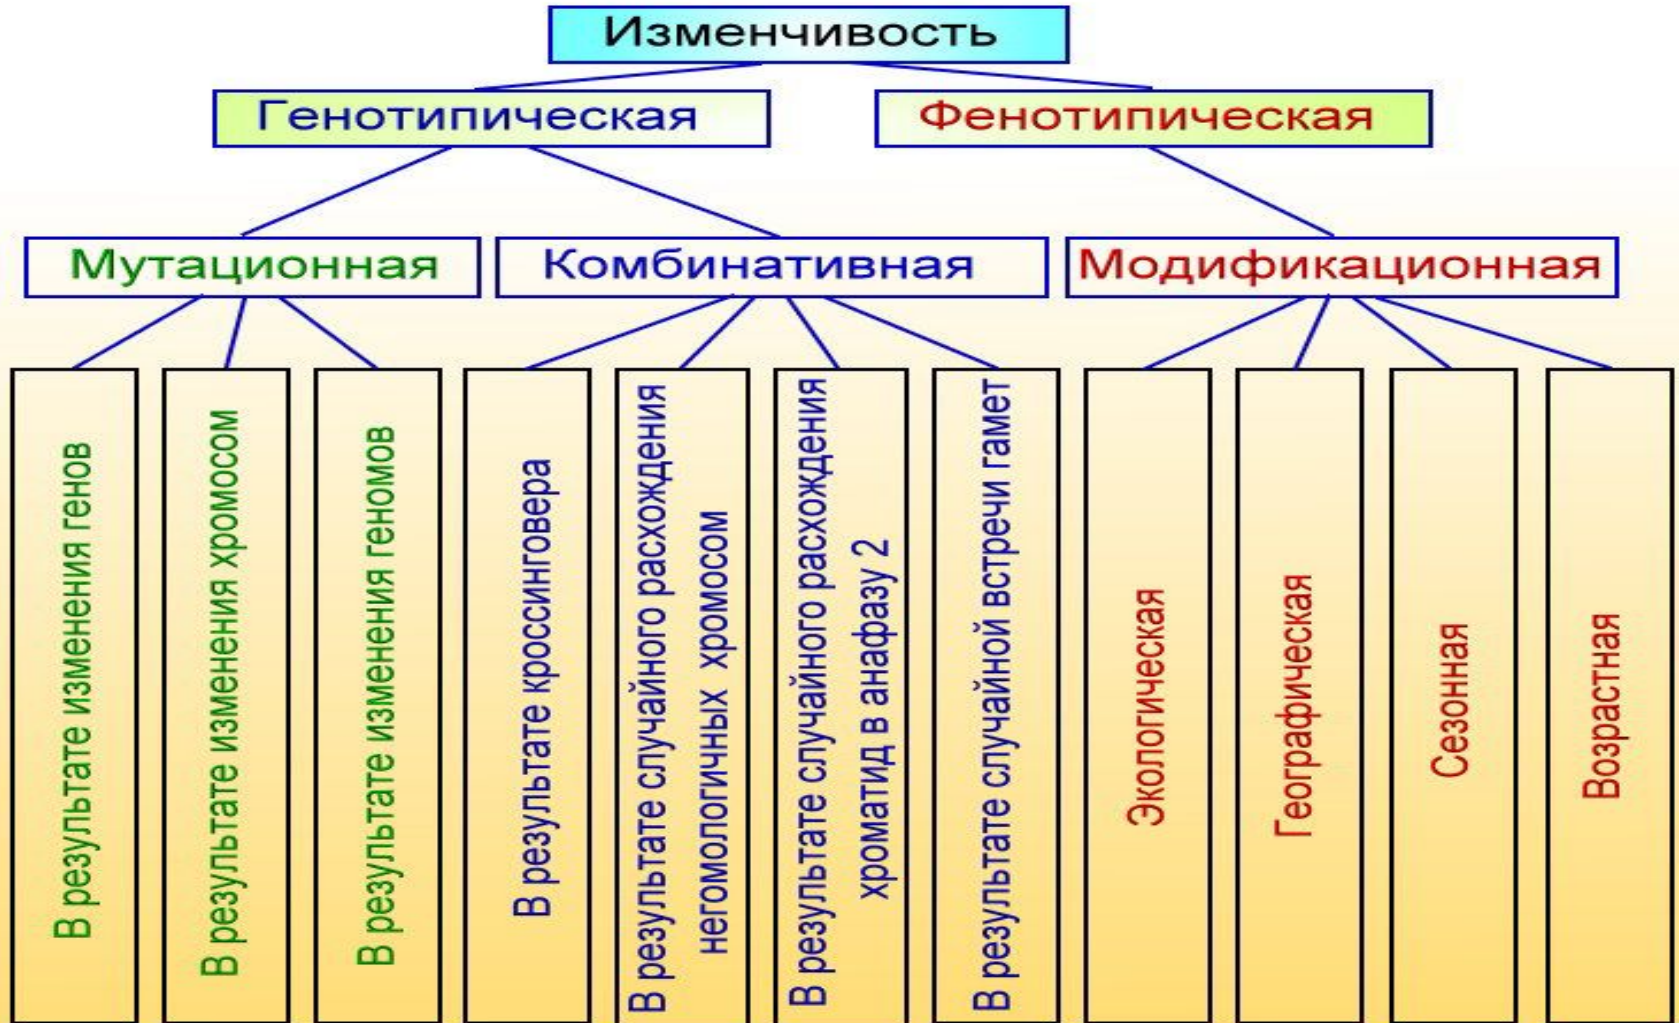 Изменчивость
Генотипическая
Фенотипическая
Мутационная
Комбинативная
Модификационная
В результате изменения генов
В результате изменения хромосом
В результате изменения геномов
В результате кроссинговера
В результате случайного расхождения
негомологичных хромосом
В результате случайного расхождения
хроматид в анафазу 2
В результате случайной встречи гамет
Экологическая
Географическая
Сезонная
Возрастная